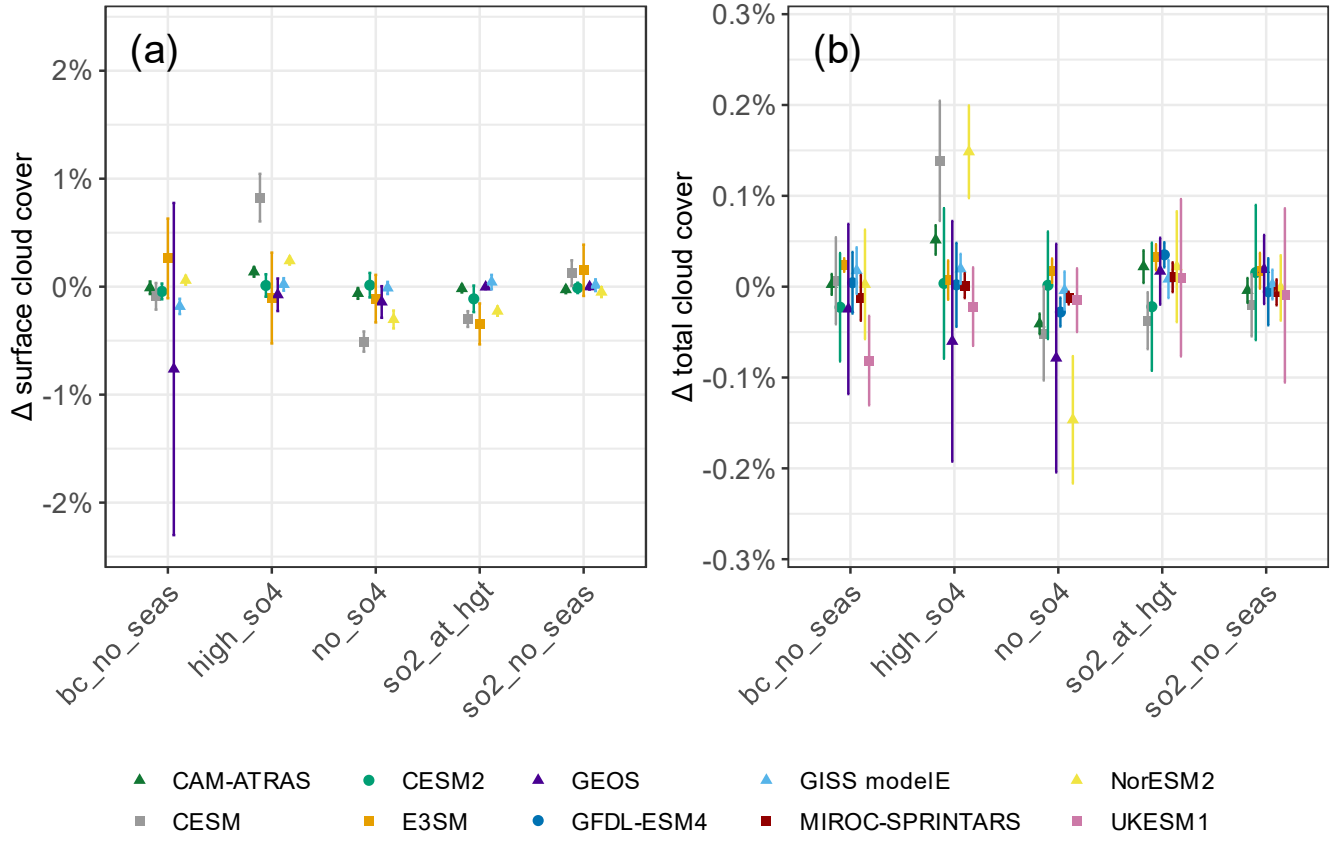 (a)
Δ surface cloud cover
2%
1%
0%
-1%
-2%
bc_no_seas
high_so4
no_so4
so2_at_hgt
so2_no_seas
(b)
Δ total cloud cover
0.3%
0.2%
0.1%
0%
-0.1%
-0.2%
-0.3%
bc_no_seas
high_so4
no_so4
so2_at_hgt
so2_no_seas
CAM-ATRAS CESM2 GEOS GISS modelE NorESM2
CESM E3SM GFDL-ESM4 MIROC-SPRINTARS UKESM1